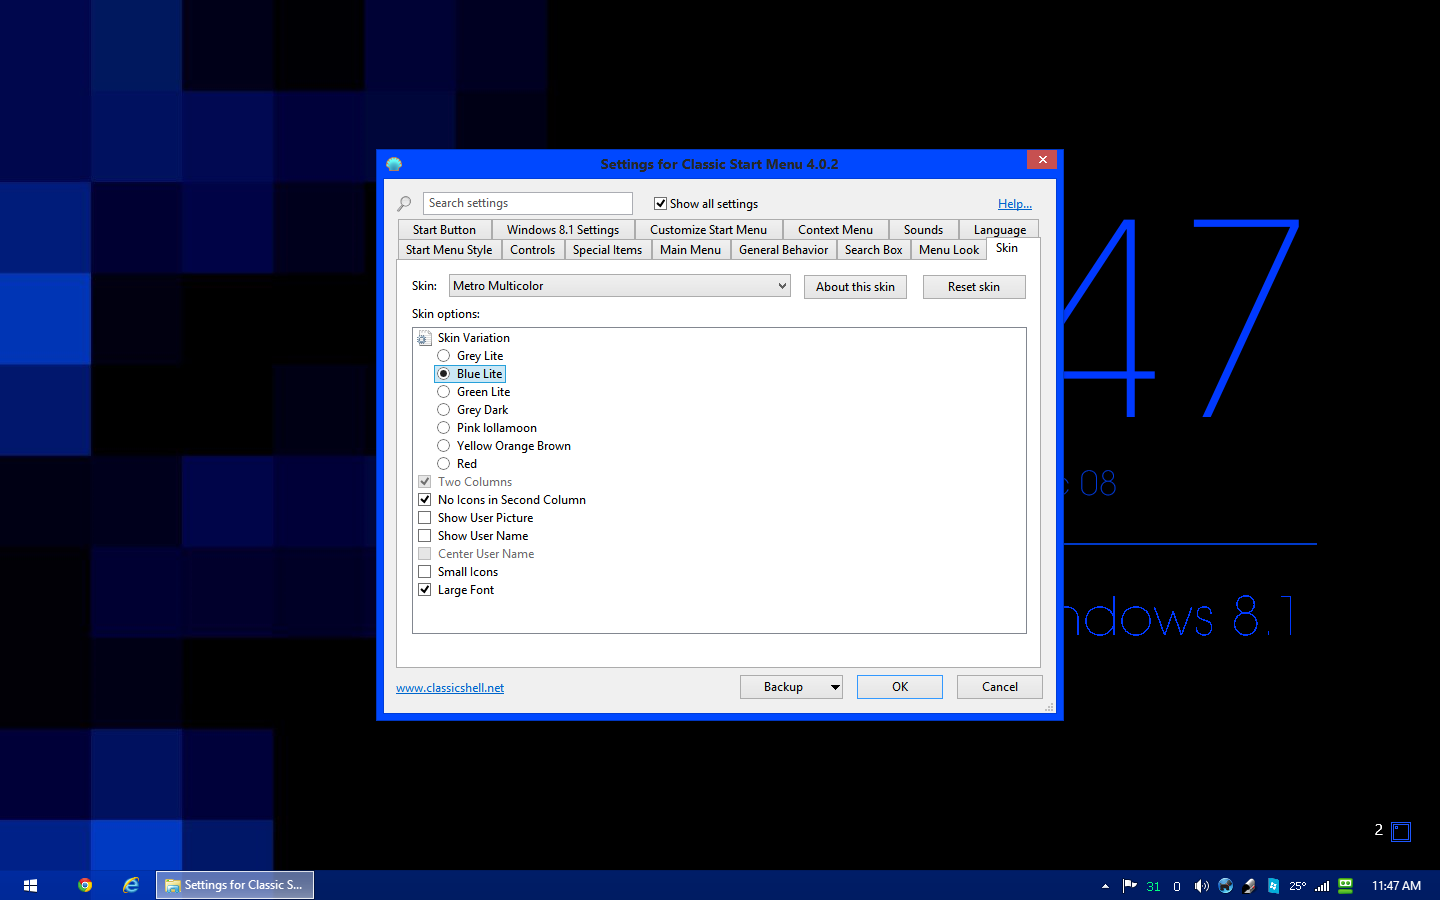 Settings for Classic Start Menu 4.0.2
Search settings
Show all settings
Help...
Start Button
Windows 8.1 Settings
Customize Start Menu
Context Menu
Sounds
Language
Start Menu Style
Controls
Special Items
Main Menu
General Behavior
Search Box
Menu Look
Skin
Skin:
Metro Multicolor
About this skin
Reset skin
Skin options:
Skin Variation
Grey Lite
Blue Lite
Green Lite
Grey Dark
Pink lollamoon
Yellow Orange Brown
Red
Two Columns
No Icons in Second Column
Show User Picture
Show User Name
Center User Name
Small Icons
Large Font
www.classicshell.net
Backup
OK
Cancel
47
c 08
ndows 8.1
2
Settings for Classic S...
31
0
25°
11:47 AM